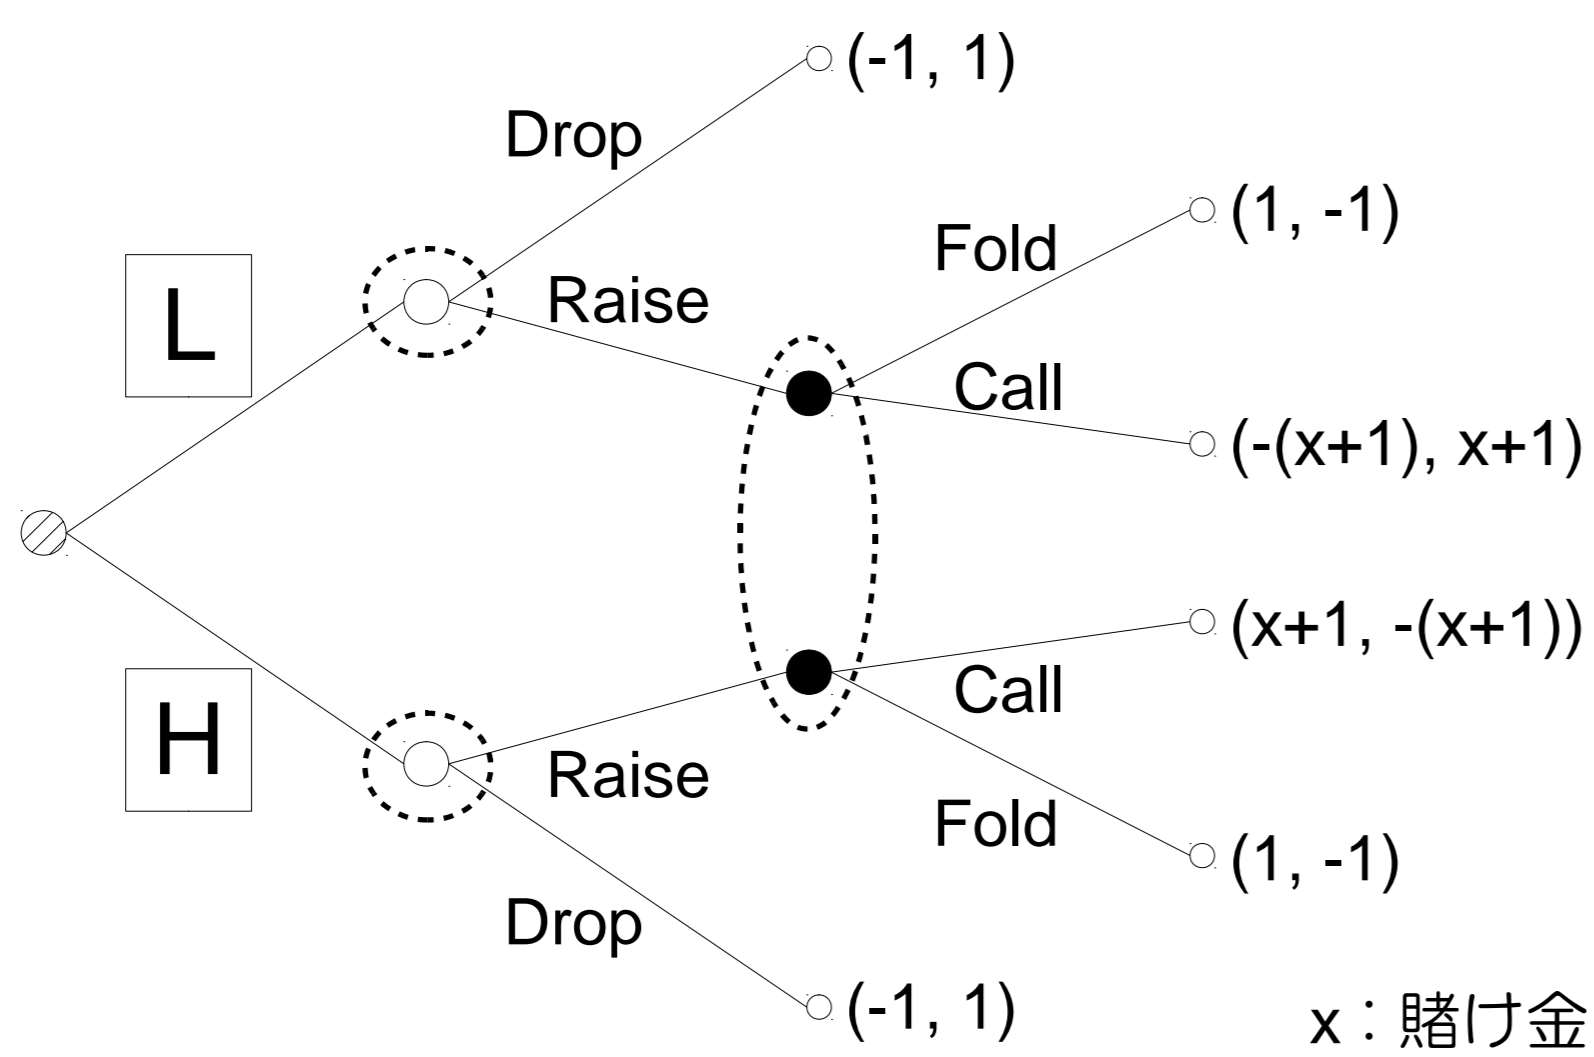 (-1, 1)
Drop
(1, -1)
Fold
L
Raise
Call
(-(x+1), x+1)
(x+1, -(x+1))
Call
H
Raise
Fold
(1, -1)
Drop
(-1, 1)
x：賭け金